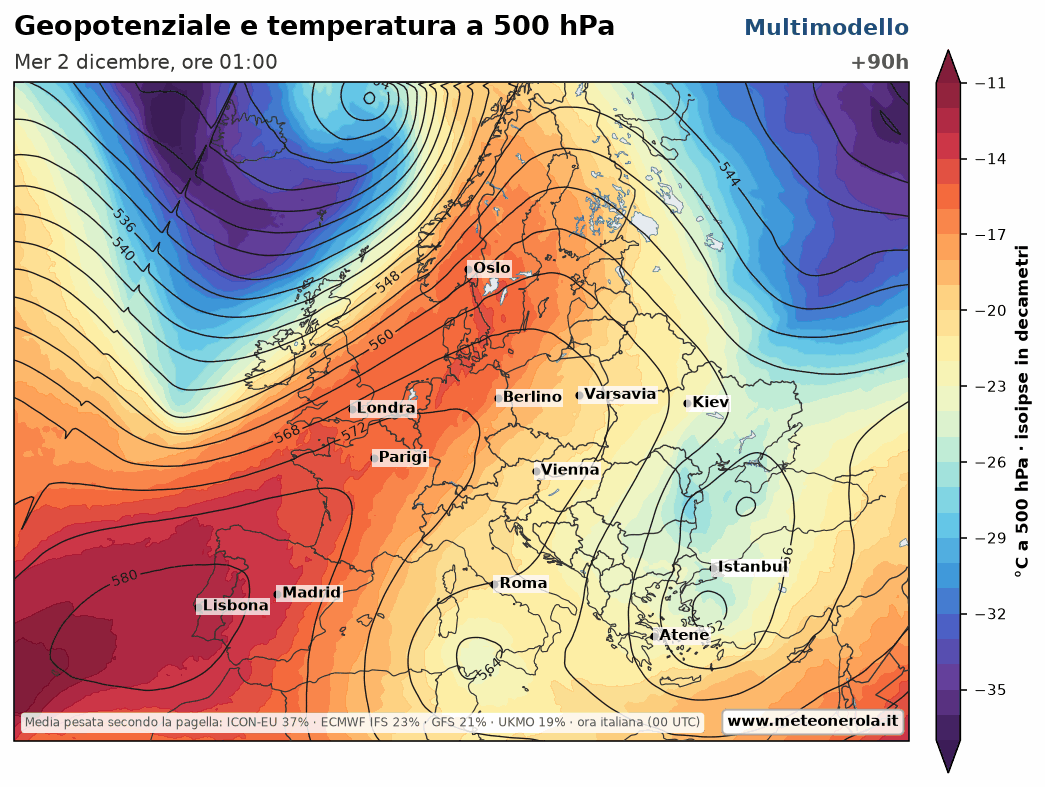 Geopotenziale e temperatura a 500 hPa
Multimodello
Mer 2 dicembre, ore 01:00
+90h
−11
−14
−17
−20
−23
−26
−29
−32
−35
°C a 500 hPa · isoipse in decametri
544
536
540
548
560
568
572
580
564
Oslo
Berlino
Varsavia
Kiev
Londra
Parigi
Vienna
Istanbul
Roma
Madrid
Lisbona
Atene
Media pesata secondo la pagella: ICON-EU 37% · ECMWF IFS 23% · GFS 21% · UKMO 19% · ora italiana (00 UTC)
www.meteonerola.it